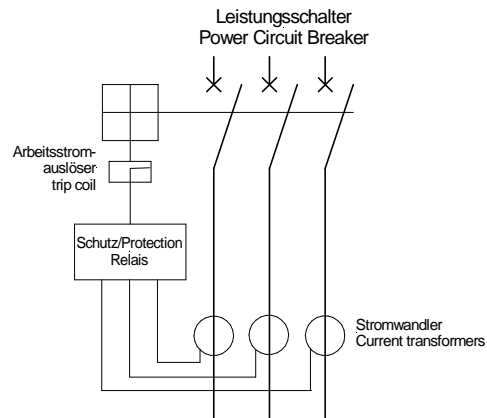 Leistungsschalter
Power Circuit Breaker
Arbeitsstrom-
auslöser
trip coil
Schutz/Protection
Relais
Stromwandler
Current transformers